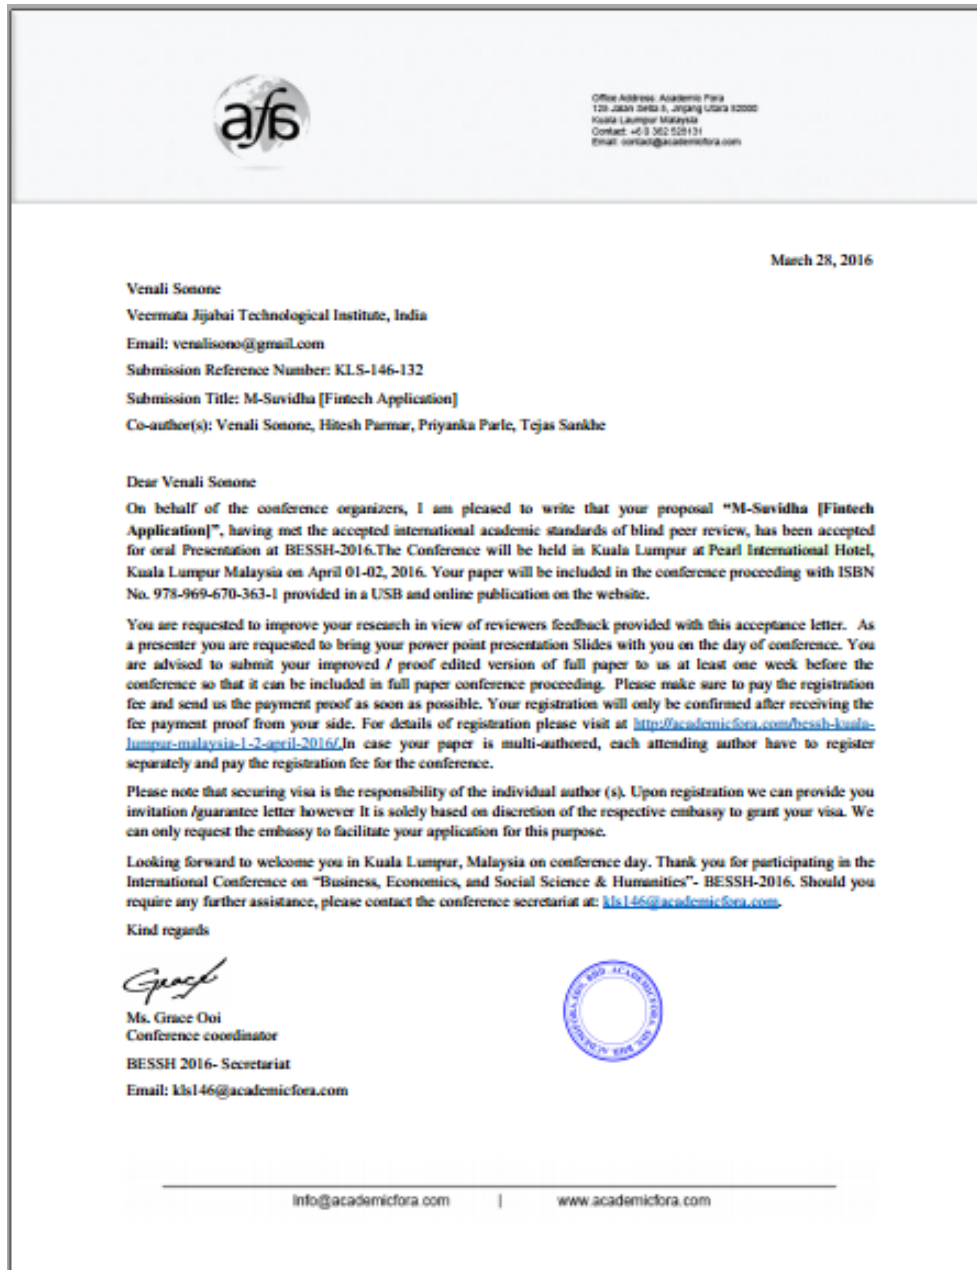 afa
Office Address: Academic Fora
Kuala Laumpur Malaysia
Contact: +6 0 362 528131
Email: contact@academicfora.com
March 28, 2016
Venali Sonone
Veermata Jijabai Technological Institute, India
Email: venalisono@gmail.com
Submission Reference Number: KLS-146-132
Submission Title: M-Suvidha [Fintech Application]
Co-author(s): Venali Sonone, Hitesh Parmar, Priyanka Parle, Tejas Sankhe
Dear Venali Sonone
On behalf of the conference organizers, I am pleased to write that your proposal “M-Suvidha [Fintech
Application]”, having met the accepted international academic standards of blind peer review, has been accepted
for oral Presentation at BESSH-2016.The Conference will be held in Kuala Lumpur at Pearl International Hotel,
Kuala Lumpur Malaysia on April 01-02, 2016. Your paper will be included in the conference proceeding with ISBN
No. 978-969-670-363-1 provided in a USB and online publication on the website.
You are requested to improve your research in view of reviewers feedback provided with this acceptance letter. As
a presenter you are requested to bring your power point presentation Slides with you on the day of conference. You
are advised to submit your improved / proof edited version of full paper to us at least one week before the
conference so that it can be included in full paper conference proceeding. Please make sure to pay the registration
fee and send us the payment proof as soon as possible. Your registration will only be confirmed after receiving the
fee payment proof from your side. For details of registration please visit at http://academicfora.com/bessh-kuala-
lumpur-malaysia-1-2-april-2016/.In case your paper is multi-authored, each attending author have to register
separately and pay the registration fee for the conference.
Please note that securing visa is the responsibility of the individual author (s). Upon registration we can provide you
invitation /guarantee letter however It is solely based on discretion of the respective embassy to grant your visa. We
can only request the embassy to facilitate your application for this purpose.
Looking forward to welcome you in Kuala Lumpur, Malaysia on conference day. Thank you for participating in the
International Conference on “Business, Economics, and Social Science & Humanities”- BESSH-2016. Should you
require any further assistance, please contact the conference secretariat at: kls146@academicfora.com.
Kind regards
Grace
Ms. Grace Ooi
Conference coordinator
BESSH 2016- Secretariat
Email: kls146@academicfora.com
ACADEMICFORA SDN. BHD
Info@academicfora.com | www.academicfora.com